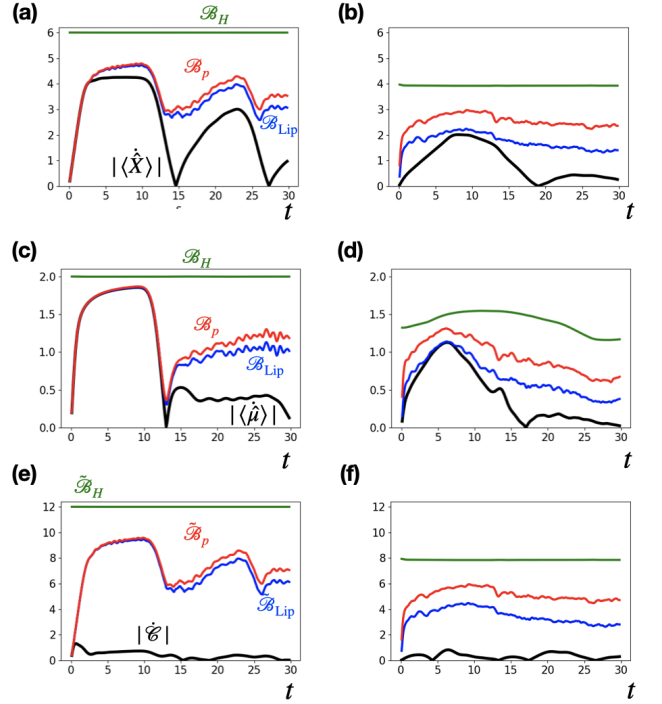 (a)
ℬ_H
6
5
4
3
2
1
0
ℬ_p
ℬ_Lip
|⟨Ẋ̂⟩|
0 5 10 15 20 25 30
t
(b)
6
5
4
3
2
1
0
0 5 10 15 20 25 30
t
(c)
ℬ_H
2.0
1.5
1.0
0.5
0.0
ℬ_p
ℬ_Lip
|⟨μ̂̇⟩|
0 5 10 15 20 25 30
t
(d)
2.0
1.5
1.0
0.5
0.0
0 5 10 15 20 25 30
t
(e)
ℬ̃_H
12
10
8
6
4
2
0
ℬ̃_p
ℬ̃_Lip
|𝒞̇|
0 5 10 15 20 25 30
t
(f)
12
10
8
6
4
2
0
0 5 10 15 20 25 30
t